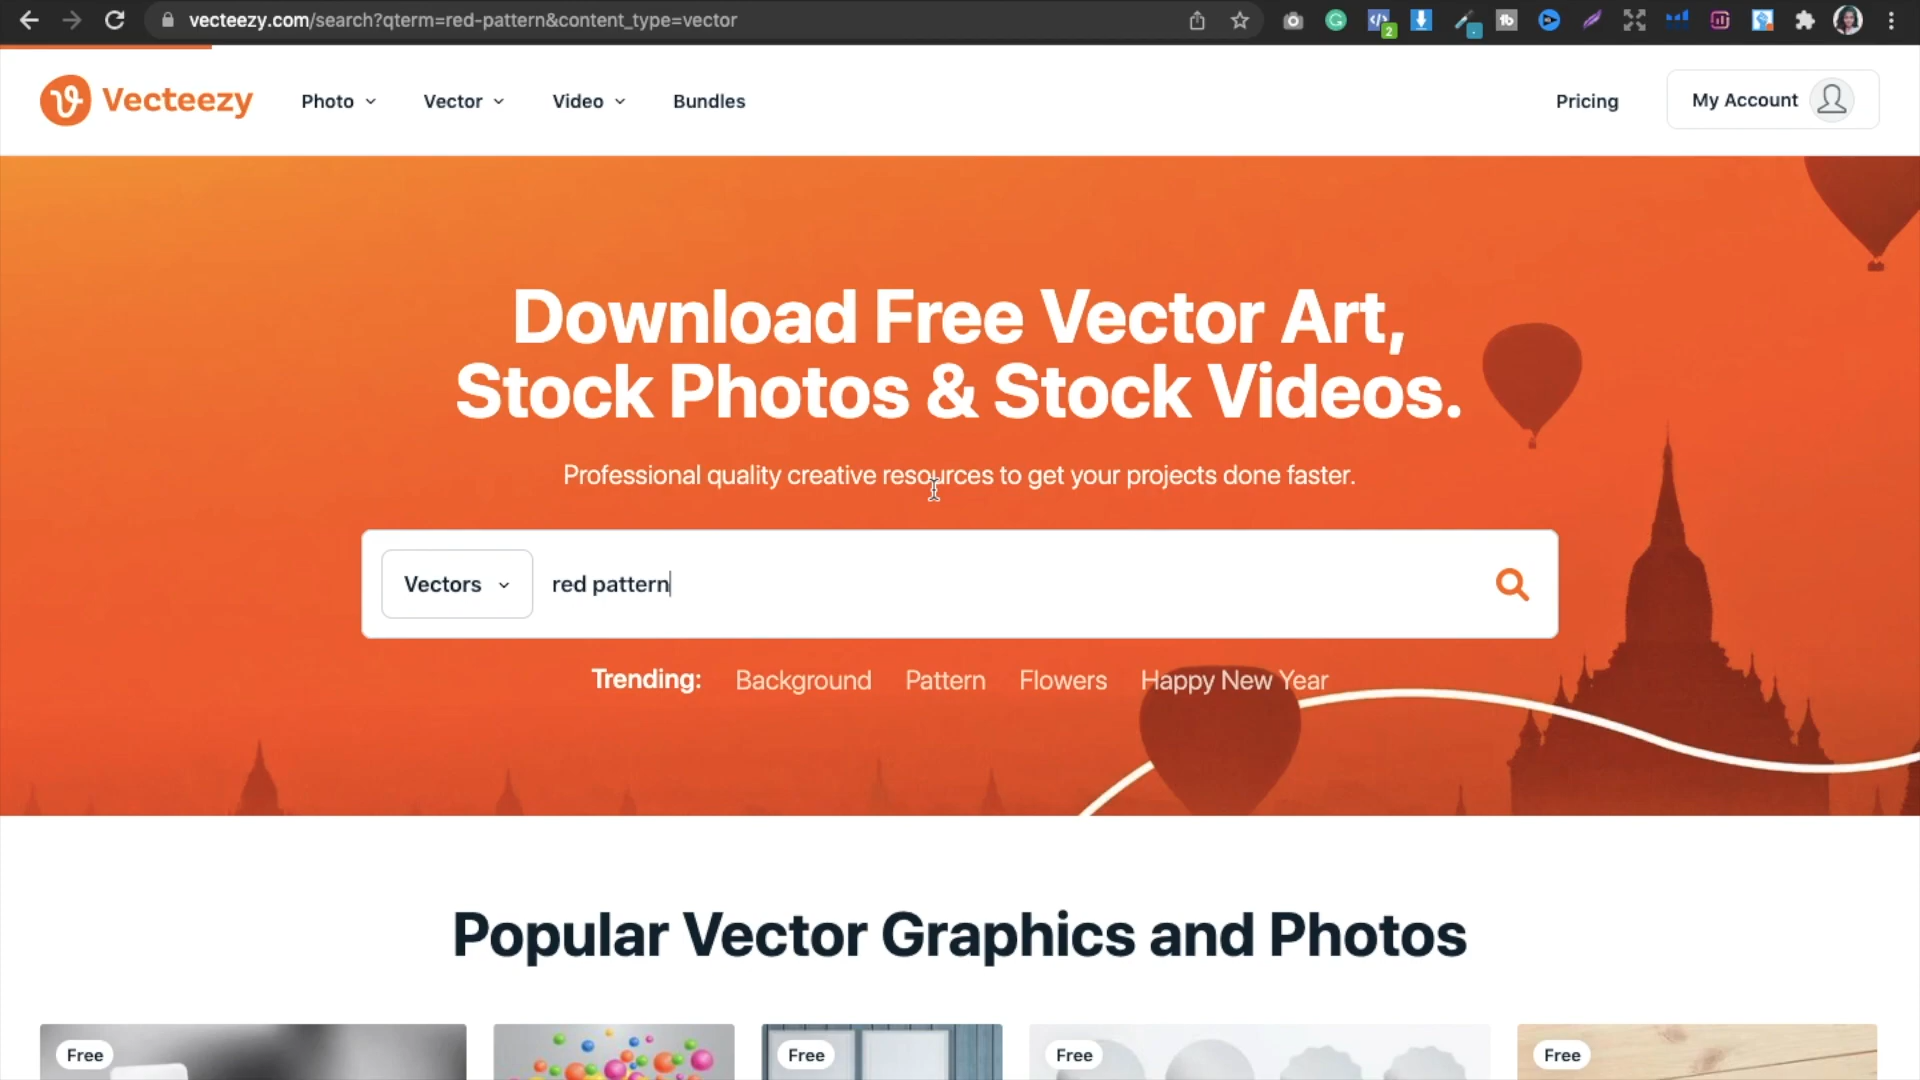 vecteezy.com/search?qterm=red-pattern&content_type=vector
2
tb
Vecteezy
Photo
Vector
Video
Bundles
Pricing
My Account
Download Free Vector Art,
Stock Photos & Stock Videos.
Professional quality creative resources to get your projects done faster.
Vectors
red pattern
Trending:
Background
Pattern
Flowers
Happy New Year
Popular Vector Graphics and Photos
Free
Free
Free
Free